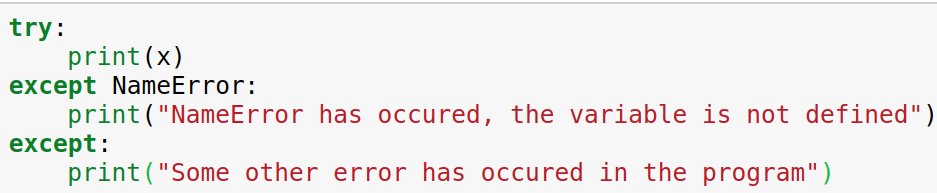 try:
    print(x)
except NameError:
    print("NameError has occured, the variable is not defined")
except:
    print("Some other error has occured in the program")